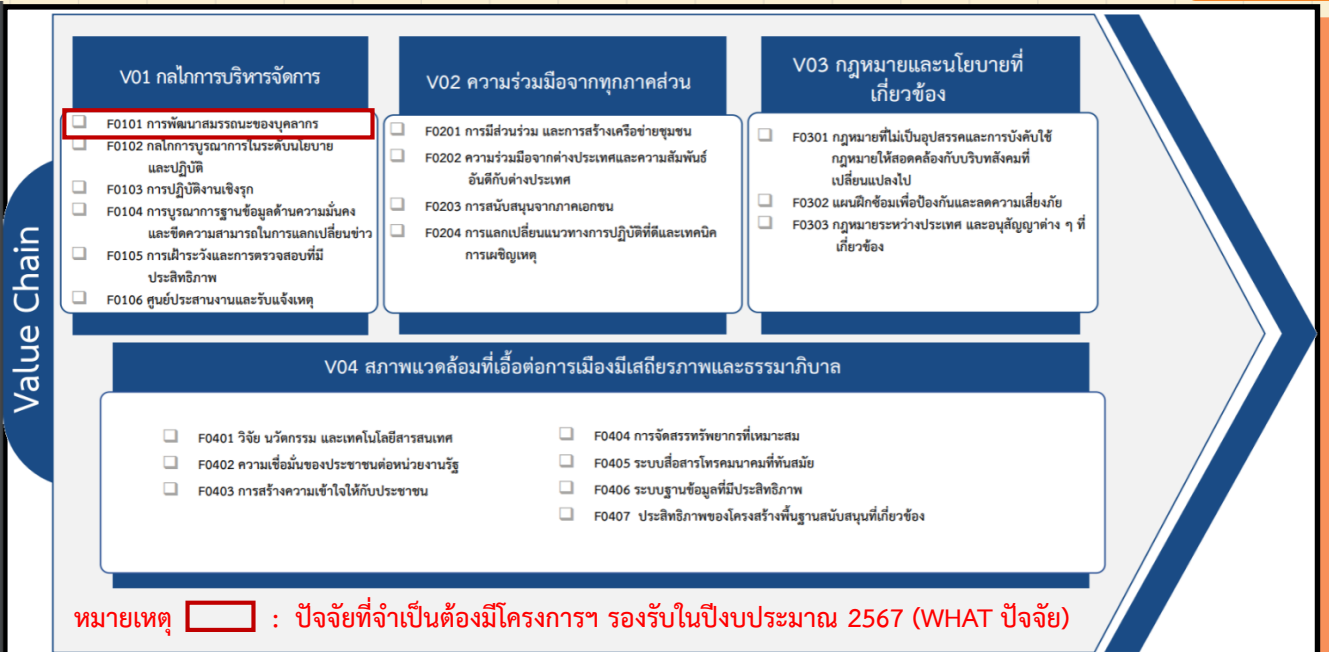 Value Chain
V01 กลไกการบริหารจัดการ
F0101 การพัฒนาสมรรถนะของบุคลากร
F0102 กลไกการบูรณาการในระดับนโยบาย
และปฏิบัติ
F0103 การปฏิบัติงานเชิงรุก
F0104 การบูรณาการฐานข้อมูลด้านความมั่นคง
และขีดความสามารถในการแลกเปลี่ยนข่าว
F0105 การเฝ้าระวังและการตรวจสอบที่มี
ประสิทธิภาพ
F0106 ศูนย์ประสานงานและรับแจ้งเหตุ
V02 ความร่วมมือจากทุกภาคส่วน
F0201 การมีส่วนร่วม และการสร้างเครือข่ายชุมชน
F0202 ความร่วมมือจากต่างประเทศและความสัมพันธ์
อันดีกับต่างประเทศ
F0203 การสนับสนุนจากภาคเอกชน
F0204 การแลกเปลี่ยนแนวทางการปฏิบัติที่ดีและเทคนิค
การเผชิญเหตุ
V03 กฎหมายและนโยบายที่
เกี่ยวข้อง
F0301 กฎหมายที่ไม่เป็นอุปสรรคและการบังคับใช้
กฎหมายให้สอดคล้องกับบริบทสังคมที่
เปลี่ยนแปลงไป
F0302 แผนฝึกซ้อมเพื่อป้องกันและลดความเสี่ยงภัย
F0303 กฎหมายระหว่างประเทศ และอนุสัญญาต่าง ๆ ที่
เกี่ยวข้อง
V04 สภาพแวดล้อมที่เอื้อต่อการเมืองมีเสถียรภาพและธรรมาภิบาล
F0401 วิจัย นวัตกรรม และเทคโนโลยีสารสนเทศ
F0402 ความเชื่อมั่นของประชาชนต่อหน่วยงานรัฐ
F0403 การสร้างความเข้าใจให้กับประชาชน
F0404 การจัดสรรทรัพยากรที่เหมาะสม
F0405 ระบบสื่อสารโทรคมนาคมที่ทันสมัย
F0406 ระบบฐานข้อมูลที่มีประสิทธิภาพ
F0407 ประสิทธิภาพของโครงสร้างพื้นฐานสนับสนุนที่เกี่ยวข้อง
หมายเหตุ : ปัจจัยที่จำเป็นต้องมีโครงการฯ รองรับในปีงบประมาณ 2567 (WHAT ปัจจัย)